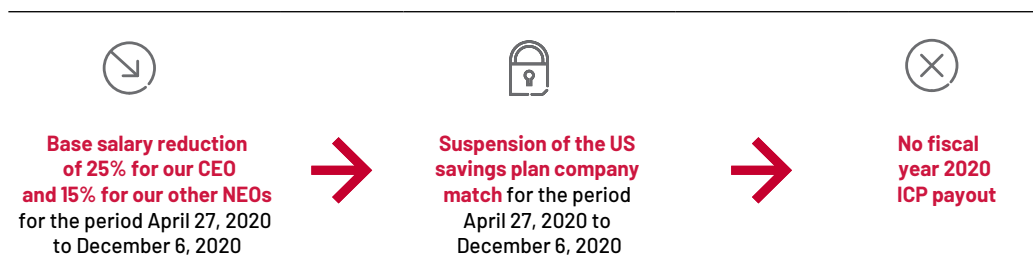 Base salary reduction
of 25% for our CEO
and 15% for our other NEOs
for the period April 27, 2020
to December 6, 2020
Suspension of the US
savings plan company
match for the period
April 27, 2020 to
December 6, 2020
No fiscal
year 2020
ICP payout